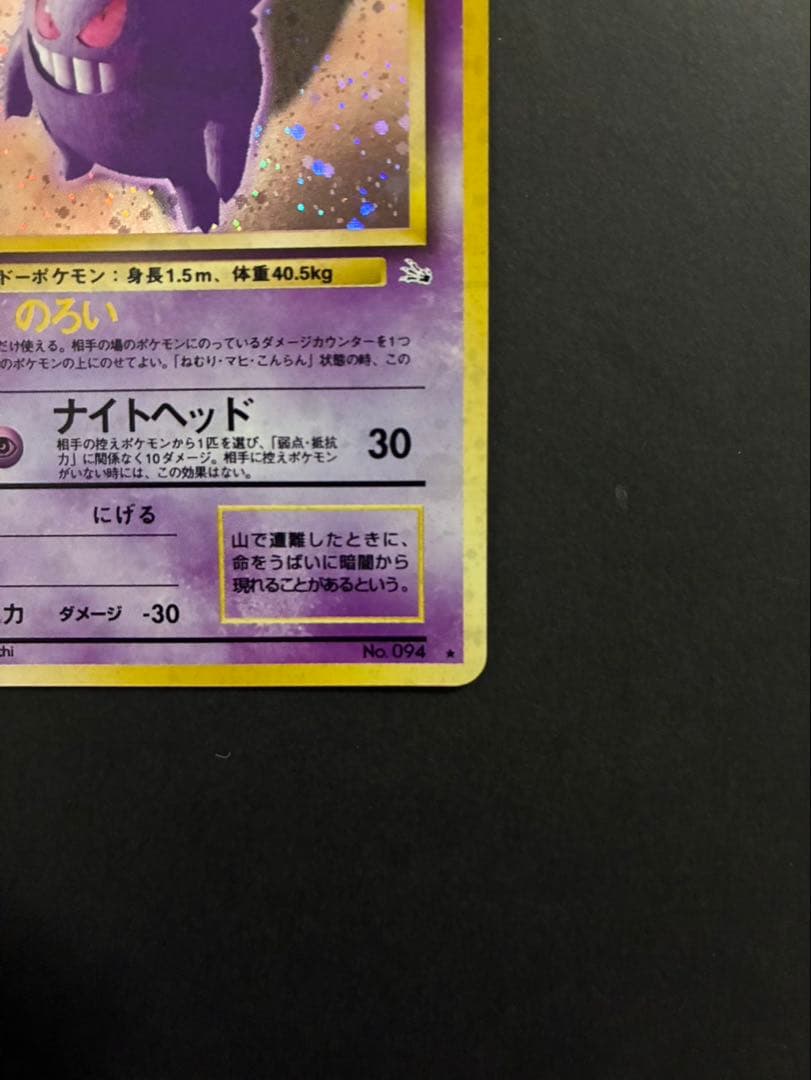 ドーポケモン：身長1.5m、体重40.5kg
のろい
だけ使える。相手の場のポケモンにのっているダメージカウンターを1つ
のポケモンの上にのせてよい。「ねむり・マヒ・こんらん」状態の時、この
ナイトヘッド
相手の控えポケモンから1匹を選び、「弱点・抵抗
力」に関係なく10ダメージ。相手に控えポケモン
がいない時には、この効果はない。
30
にげる
山で遭難したときに、
命をうばいに暗闇から
現れることがあるという。
力 ダメージ -30
chi
No. 094 ★